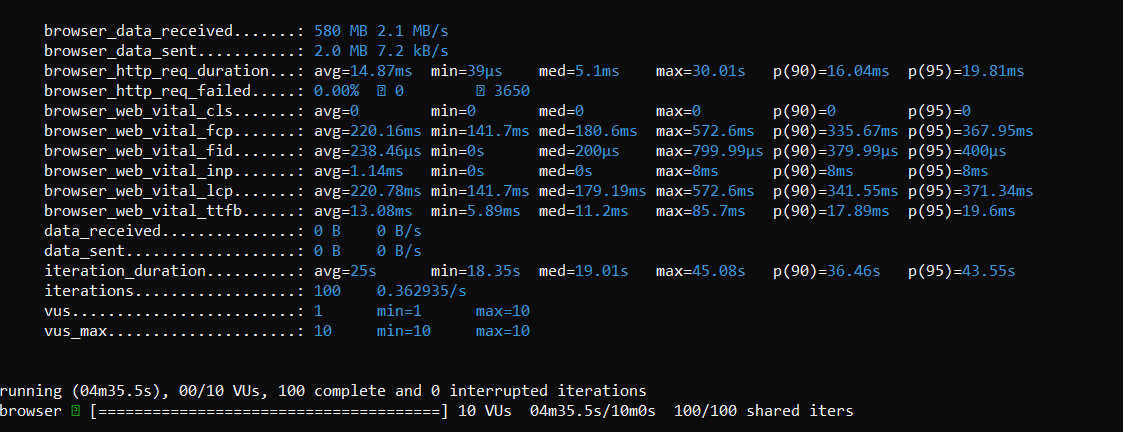 browser_data_received.......: 580 MB 2.1 MB/s
browser_data_sent...........: 2.0 MB 7.2 kB/s
browser_http_req_duration...: avg=14.87ms min=39µs med=5.1ms max=30.01s p(90)=16.04ms p(95)=19.81ms
browser_http_req_failed.....: 0.00% 0 3650
browser_web_vital_cls.......: avg=0 min=0 med=0 max=0 p(90)=0 p(95)=0
browser_web_vital_fcp.......: avg=220.16ms min=141.7ms med=180.6ms max=572.6ms p(90)=335.67ms p(95)=367.95ms
browser_web_vital_fid.......: avg=238.46µs min=0s med=200µs max=799.99µs p(90)=379.99µs p(95)=400µs
browser_web_vital_inp.......: avg=1.14ms min=0s med=0s max=8ms p(90)=8ms p(95)=8ms
browser_web_vital_lcp.......: avg=220.78ms min=141.7ms med=179.19ms max=572.6ms p(90)=341.55ms p(95)=371.34ms
browser_web_vital_ttfb......: avg=13.08ms min=5.89ms med=11.2ms max=85.7ms p(90)=17.89ms p(95)=19.6ms
data_received...............: 0 B 0 B/s
data_sent...................: 0 B 0 B/s
iteration_duration..........: avg=25s min=18.35s med=19.01s max=45.08s p(90)=36.46s p(95)=43.55s
iterations..................: 100 0.362935/s
vus.........................: 1 min=1 max=10
vus_max.....................: 10 min=10 max=10
running (04m35.5s), 00/10 VUs, 100 complete and 0 interrupted iterations
browser [======================================] 10 VUs 04m35.5s/10m0s 100/100 shared iters